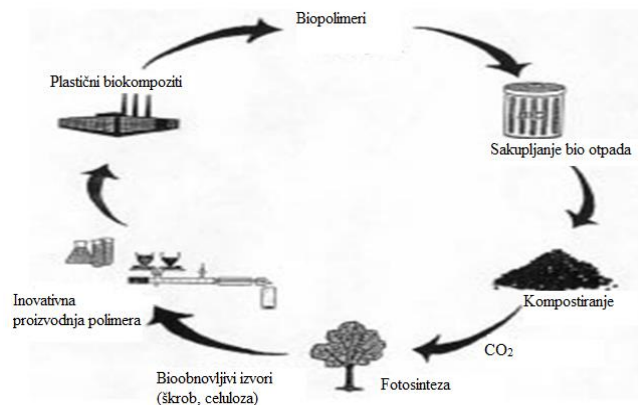 Biopolimeri
Plastični biokompoziti
Sakupljanje bio otpada
Inovativna
proizvodnja polimera
Kompostiranje
CO₂
Bioobnovljivi izvori
(škrob, celuloza)
Fotosinteza